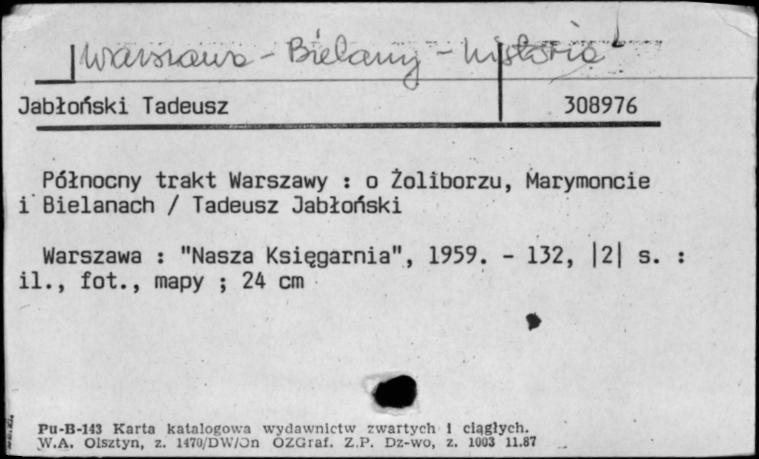 Warszawa - Bielany - historia
Jabłoński Tadeusz 308976
Północny trakt Warszawy : o Żoliborzu, Marymoncie
i Bielanach / Tadeusz Jabłoński
Warszawa : "Nasza Księgarnia", 1959. - 132, |2| s. :
il., fot., mapy ; 24 cm
Pu-B-143 Karta katalogowa wydawnictw zwartych i ciągłych.
W.A. Olsztyn, z. 1470/DW/On OZGraf. Z.P. Dz-wo, z. 1003 11.87